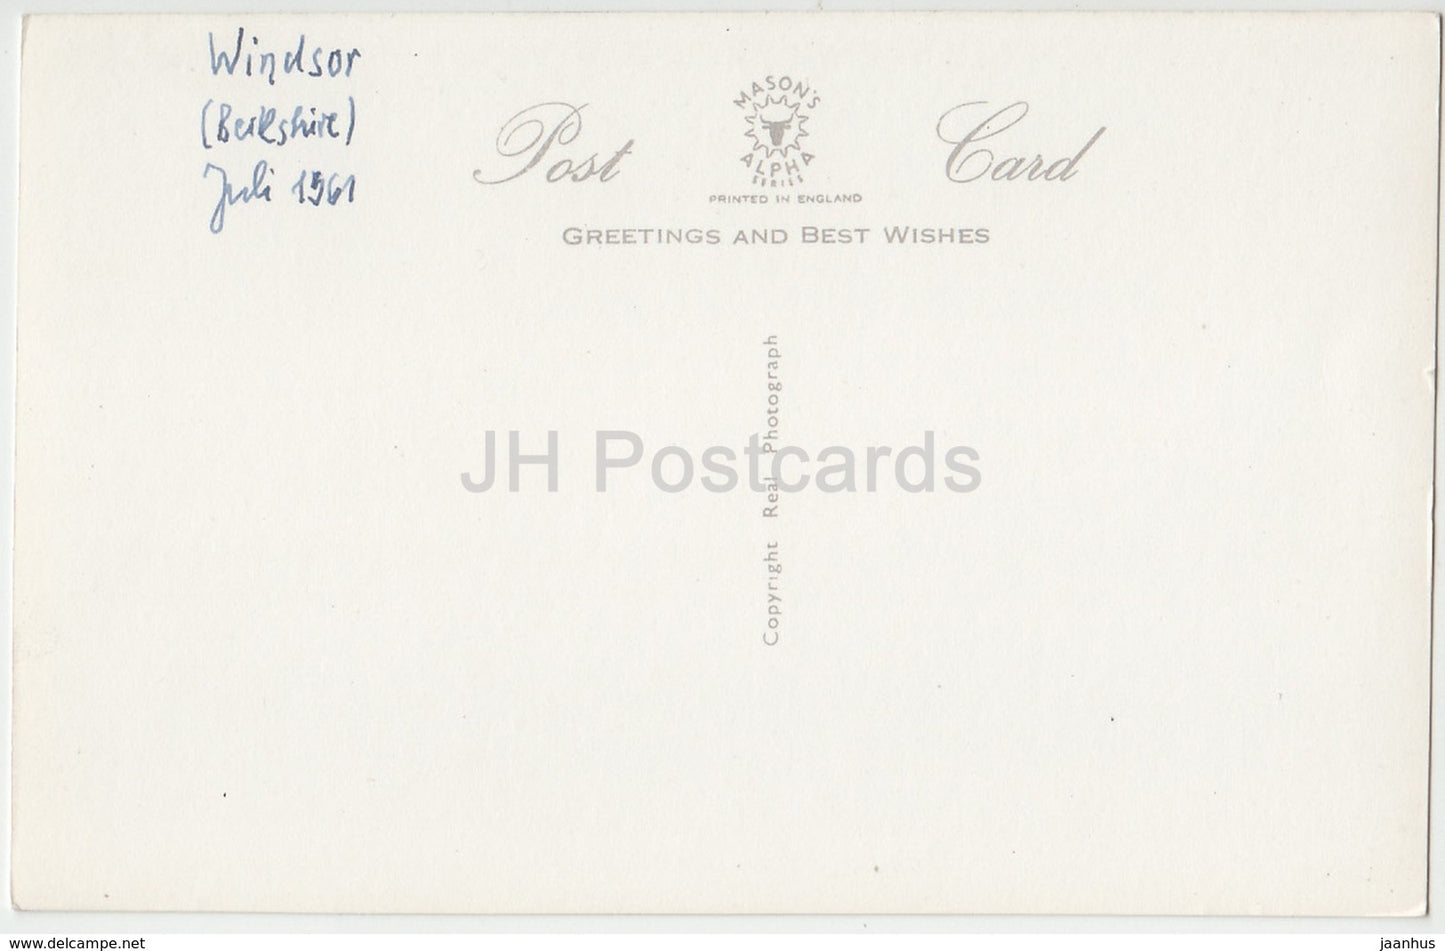 Windsor
(Berkshire)
Juli 1961
Post Card
MASON'S
ALPHA
SERIES
PRINTED IN ENGLAND
GREETINGS AND BEST WISHES
Copyright Real Photograph
JH Postcards
www.delcampe.net
jaanhus